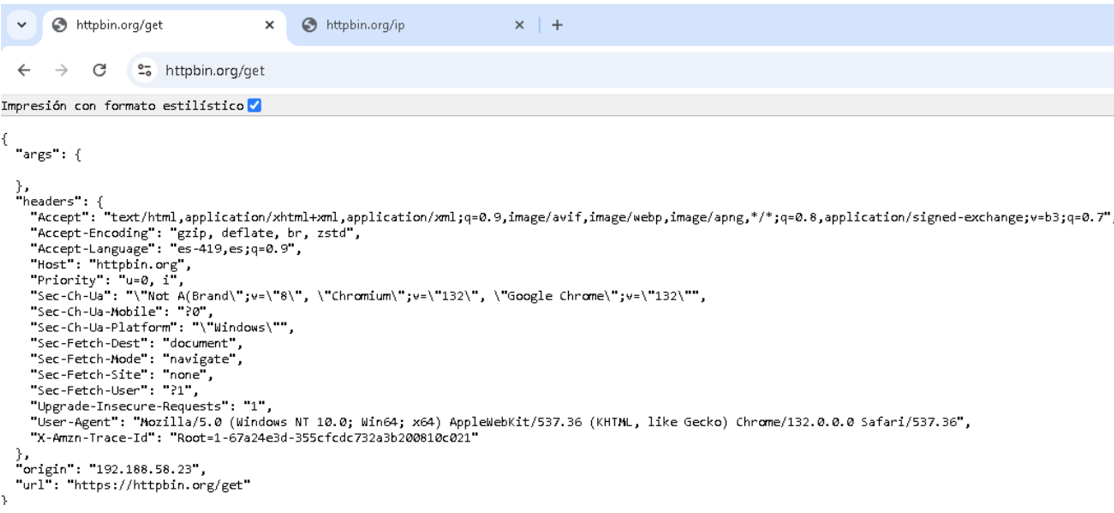 httpbin.org/get
httpbin.org/ip
httpbin.org/get
Impresión con formato estilístico
{
  "args": {

  },
  "headers": {
    "Accept": "text/html,application/xhtml+xml,application/xml;q=0.9,image/avif,image/webp,image/apng,*/*;q=0.8,application/signed-exchange;v=b3;q=0.7",
    "Accept-Encoding": "gzip, deflate, br, zstd",
    "Accept-Language": "es-419,es;q=0.9",
    "Host": "httpbin.org",
    "Priority": "u=0, i",
    "Sec-Ch-Ua": "\"Not A(Brand\";v=\"8\", \"Chromium\";v=\"132\", \"Google Chrome\";v=\"132\"",
    "Sec-Ch-Ua-Mobile": "?0",
    "Sec-Ch-Ua-Platform": "\"Windows\"",
    "Sec-Fetch-Dest": "document",
    "Sec-Fetch-Mode": "navigate",
    "Sec-Fetch-Site": "none",
    "Sec-Fetch-User": "?1",
    "Upgrade-Insecure-Requests": "1",
    "User-Agent": "Mozilla/5.0 (Windows NT 10.0; Win64; x64) AppleWebKit/537.36 (KHTML, like Gecko) Chrome/132.0.0.0 Safari/537.36",
    "X-Amzn-Trace-Id": "Root=1-67a24e3d-355cfcdc732a3b200810c021"
  },
  "origin": "192.188.58.23",
  "url": "https://httpbin.org/get"
}